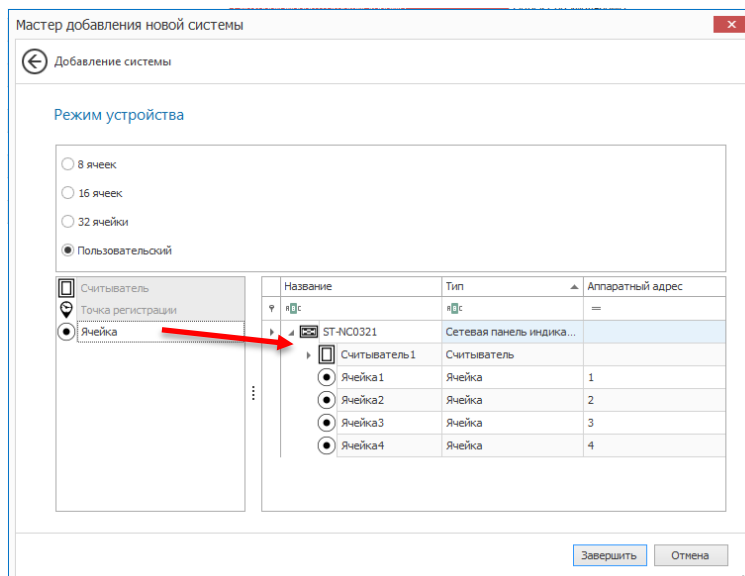 Мастер добавления новой системы
Добавление системы
Режим устройства
8 ячеек
16 ячеек
32 ячейки
Пользовательский
Считыватель
Точка регистрации
Ячейка
Название Тип Аппаратный адрес
=
ST-NC0321 Сетевая панель индика...
Считыватель1 Считыватель
Ячейка1 Ячейка 1
Ячейка2 Ячейка 2
Ячейка3 Ячейка 3
Ячейка4 Ячейка 4
Завершить Отмена